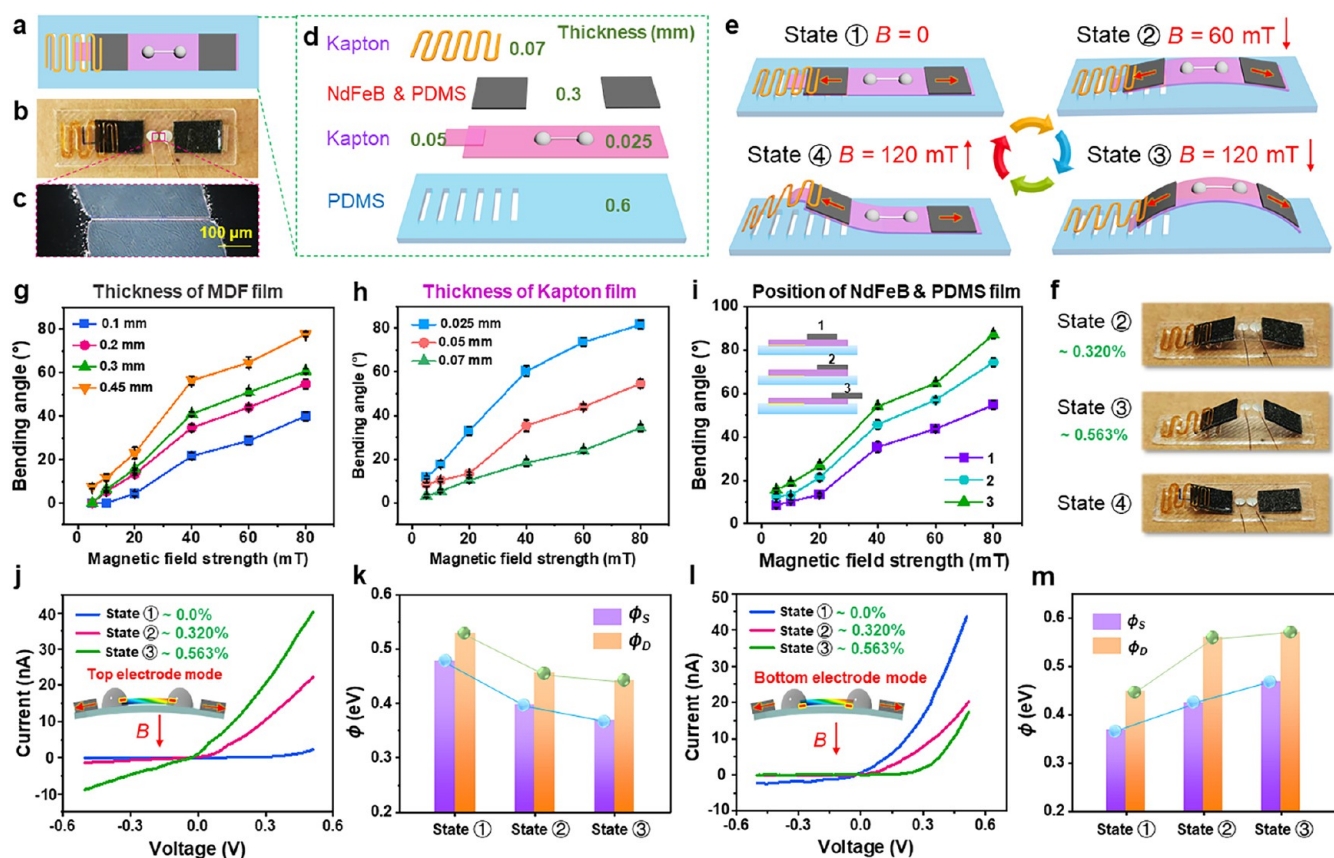 a
b
c
100 μm
d
Thickness (mm)
Kapton
0.07
NdFeB & PDMS
0.3
Kapton
0.05
0.025
PDMS
0.6
e
State ① B = 0
State ② B = 60 mT ↓
State ④ B = 120 mT ↑
State ③ B = 120 mT ↓
g
Thickness of MDF film
Bending angle (°)
80
60
40
20
0
0.1 mm
0.2 mm
0.3 mm
0.45 mm
0 20 40 60 80
Magnetic field strength (mT)
h
Thickness of Kapton film
Bending angle (°)
80
60
40
20
0
0.025 mm
0.05 mm
0.07 mm
0 20 40 60 80
Magnetic field strength (mT)
i
Position of NdFeB & PDMS film
Bending angle (°)
100
80
60
40
20
0
1
2
3
1
2
3
0 20 40 60 80
Magnetic field strength (mT)
f
State ②
~ 0.320%
State ③
~ 0.563%
State ④
j
Current (nA)
50
40
30
20
10
0
-10
State ① ~ 0.0%
State ② ~ 0.320%
State ③ ~ 0.563%
Top electrode mode
B
-0.6 -0.3 0.0 0.3 0.6
Voltage (V)
k
ϕ (eV)
0.6
0.5
0.4
0.3
0.2
ϕS
ϕD
State ① State ② State ③
l
Current (nA)
50
40
30
20
10
0
-10
State ① ~ 0.0%
State ② ~ 0.320%
State ③ ~ 0.563%
Bottom electrode mode
B
-0.6 -0.3 0.0 0.3 0.6
Voltage (V)
m
ϕ (eV)
0.6
0.5
0.4
0.3
0.2
ϕS
ϕD
State ① State ② State ③